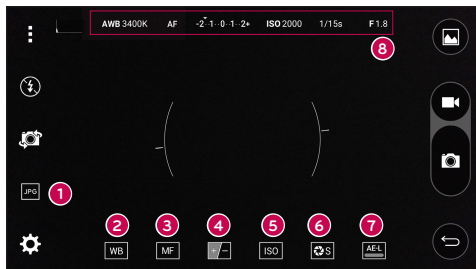 AWB 3400K AF -2··1··0··1··2+ ISO 2000 1/15s F 1.8
8
JPG 1
2 3 4 5 6 7
WB MF +/- ISO S AE-L